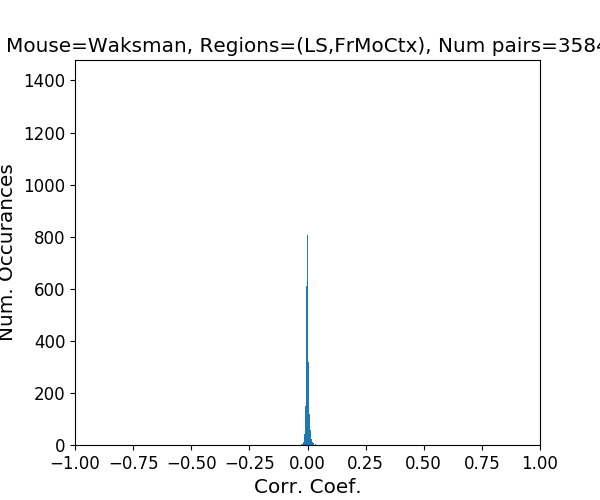 Mouse=Waksman, Regions=(LS,FrMoCtx), Num pairs=3584
Num. Occurances
1400
1200
1000
800
600
400
200
0
−1.00 −0.75 −0.50 −0.25 0.00 0.25 0.50 0.75 1.00
Corr. Coef.